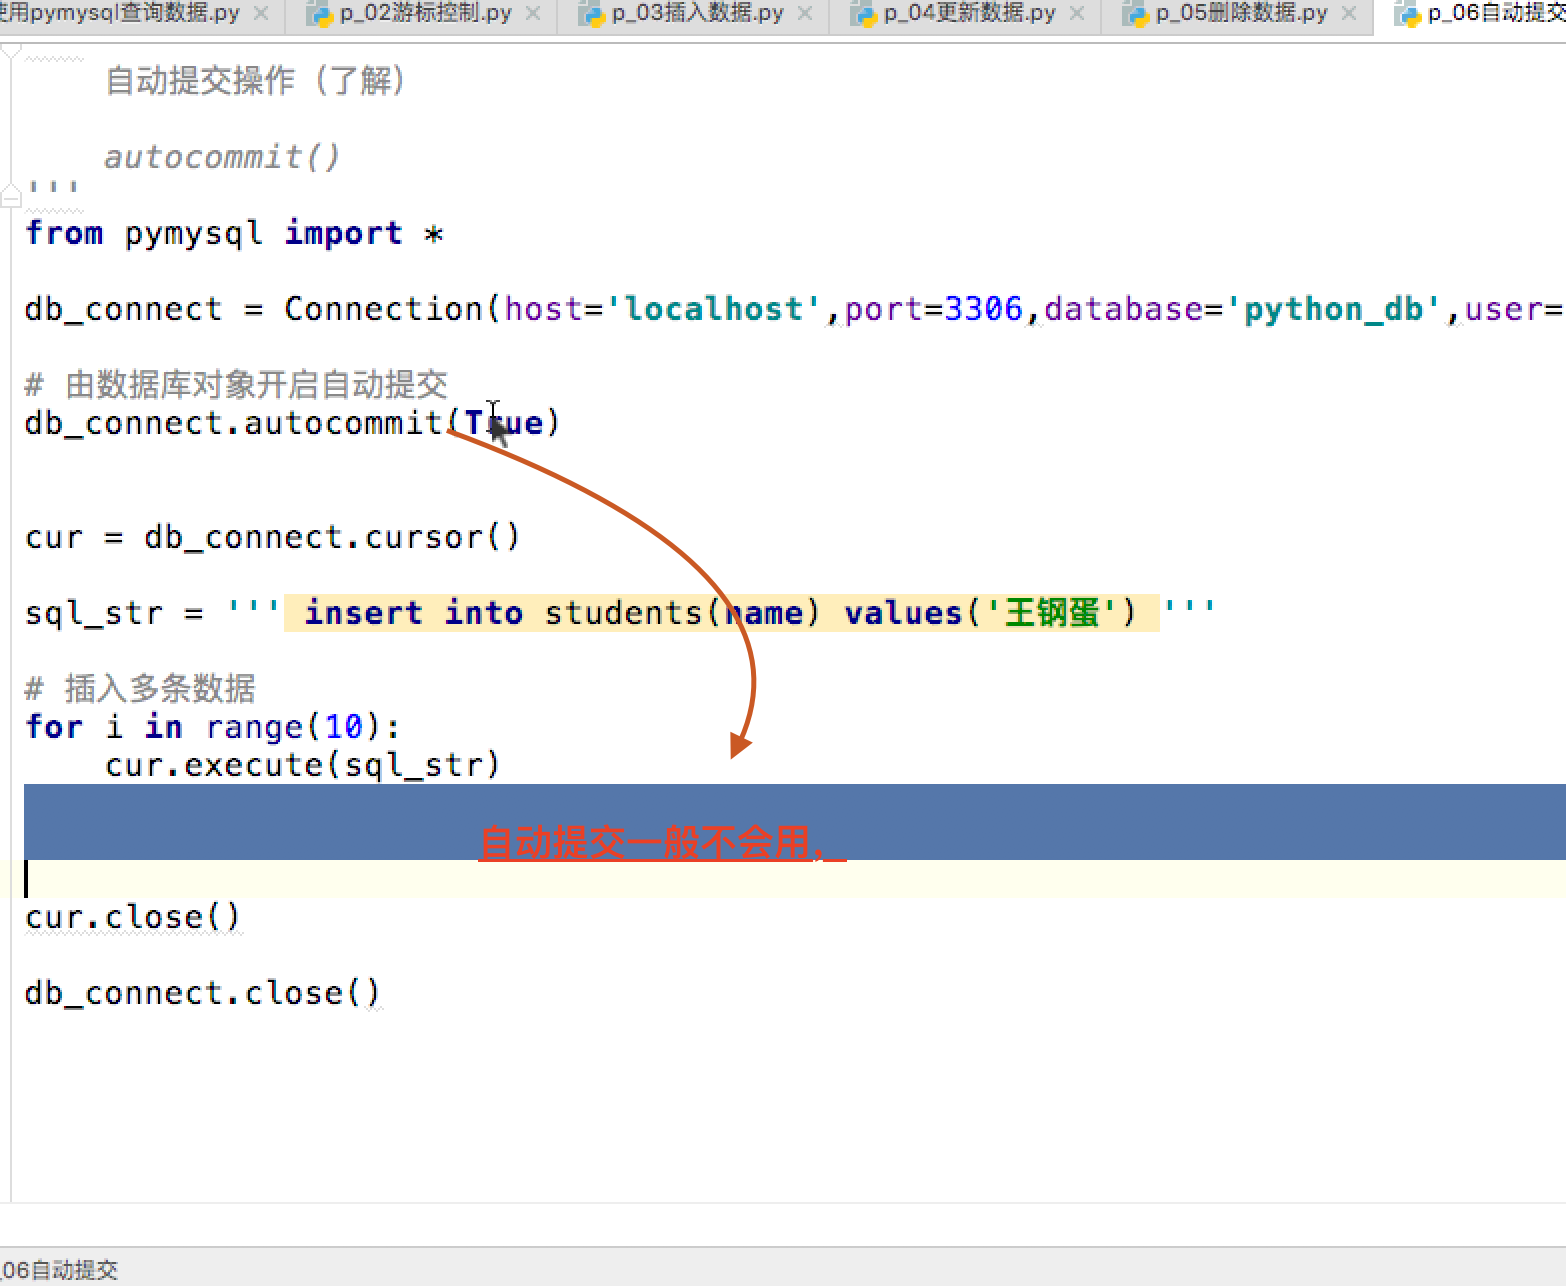 使用pymysql查询数据.py p_02游标控制.py p_03插入数据.py p_04更新数据.py p_05删除数据.py p_06自动提交
自动提交操作（了解）
autocommit()
'''
from pymysql import *
db_connect = Connection(host='localhost',port=3306,database='python_db',user=
# 由数据库对象开启自动提交
db_connect.autocommit(True)
cur = db_connect.cursor()
sql_str = ''' insert into students(name) values('王钢蛋') '''
# 插入多条数据
for i in range(10):
cur.execute(sql_str)
自动提交一般不会用，
cur.close()
db_connect.close()
_06自动提交